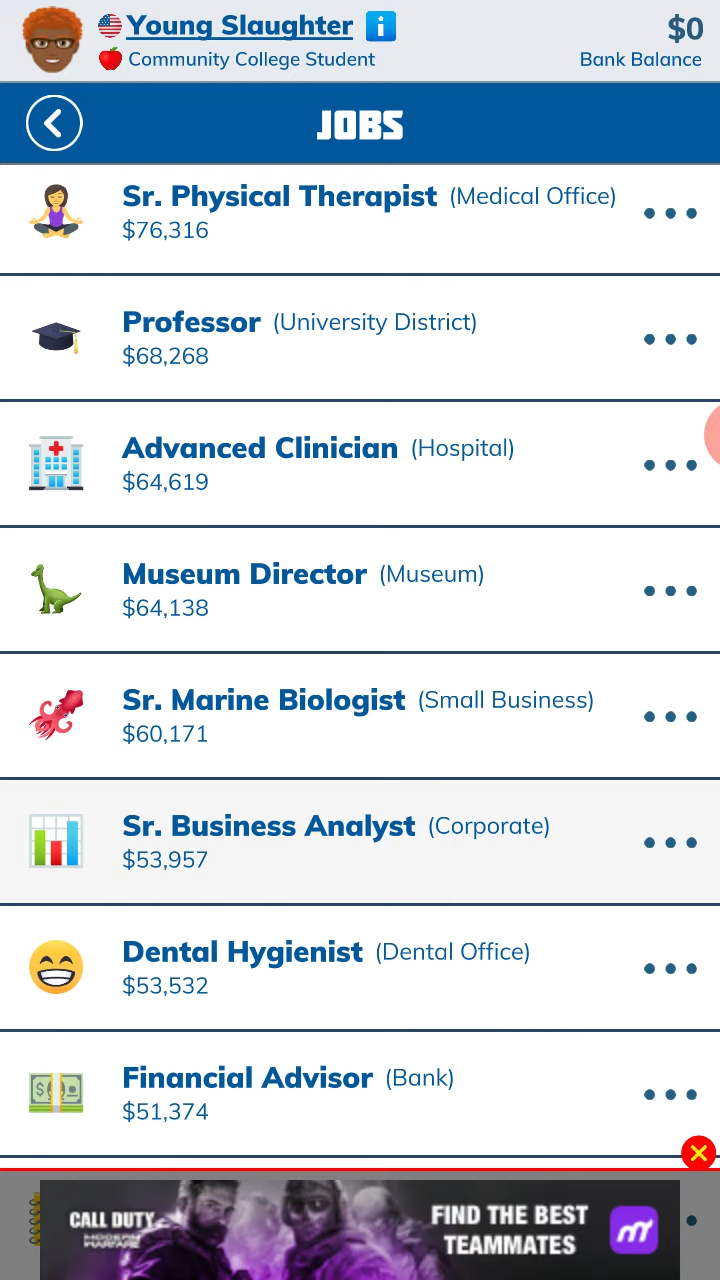 Young Slaughter
$0
Community College Student
Bank Balance
JOBS
Sr. Physical Therapist (Medical Office)
$76,316
Professor (University District)
$68,268
Advanced Clinician (Hospital)
$64,619
Museum Director (Museum)
$64,138
Sr. Marine Biologist (Small Business)
$60,171
Sr. Business Analyst (Corporate)
$53,957
Dental Hygienist (Dental Office)
$53,532
Financial Advisor (Bank)
$51,374
CALL DUTY
MODERN
WARFARE
FIND THE BEST
TEAMMATES